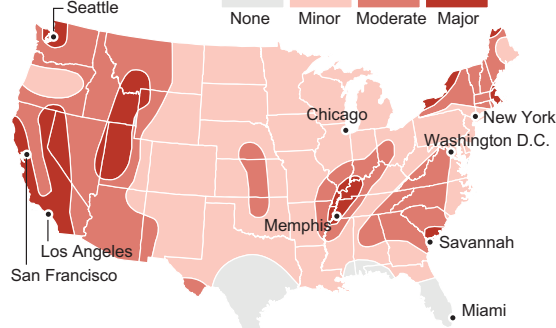 Seattle
None Minor Moderate Major
Chicago
New York
Washington D.C.
Memphis
Savannah
Los Angeles
San Francisco
Miami